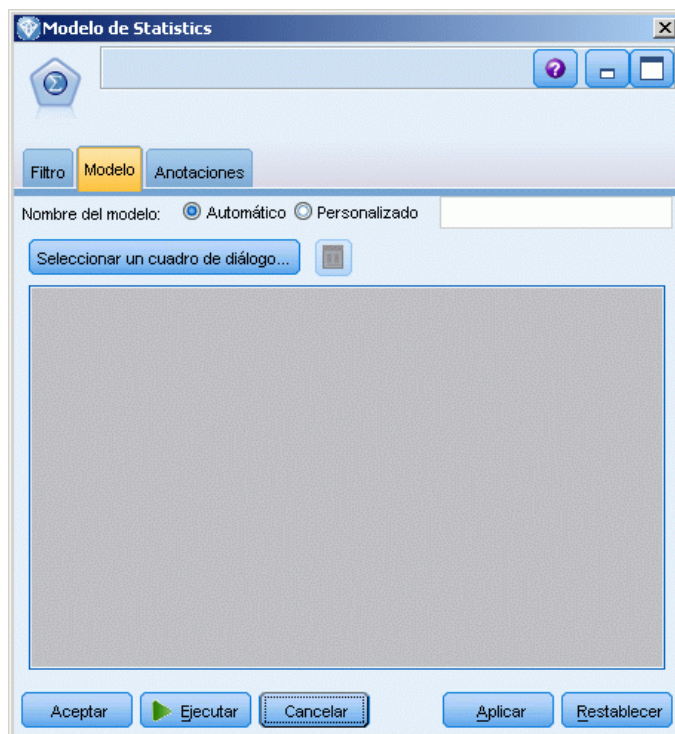 Modelo de Statistics
Filtro Modelo Anotaciones
Nombre del modelo: Automático Personalizado
Seleccionar un cuadro de diálogo...
Aceptar Ejecutar Cancelar Aplicar Restablecer